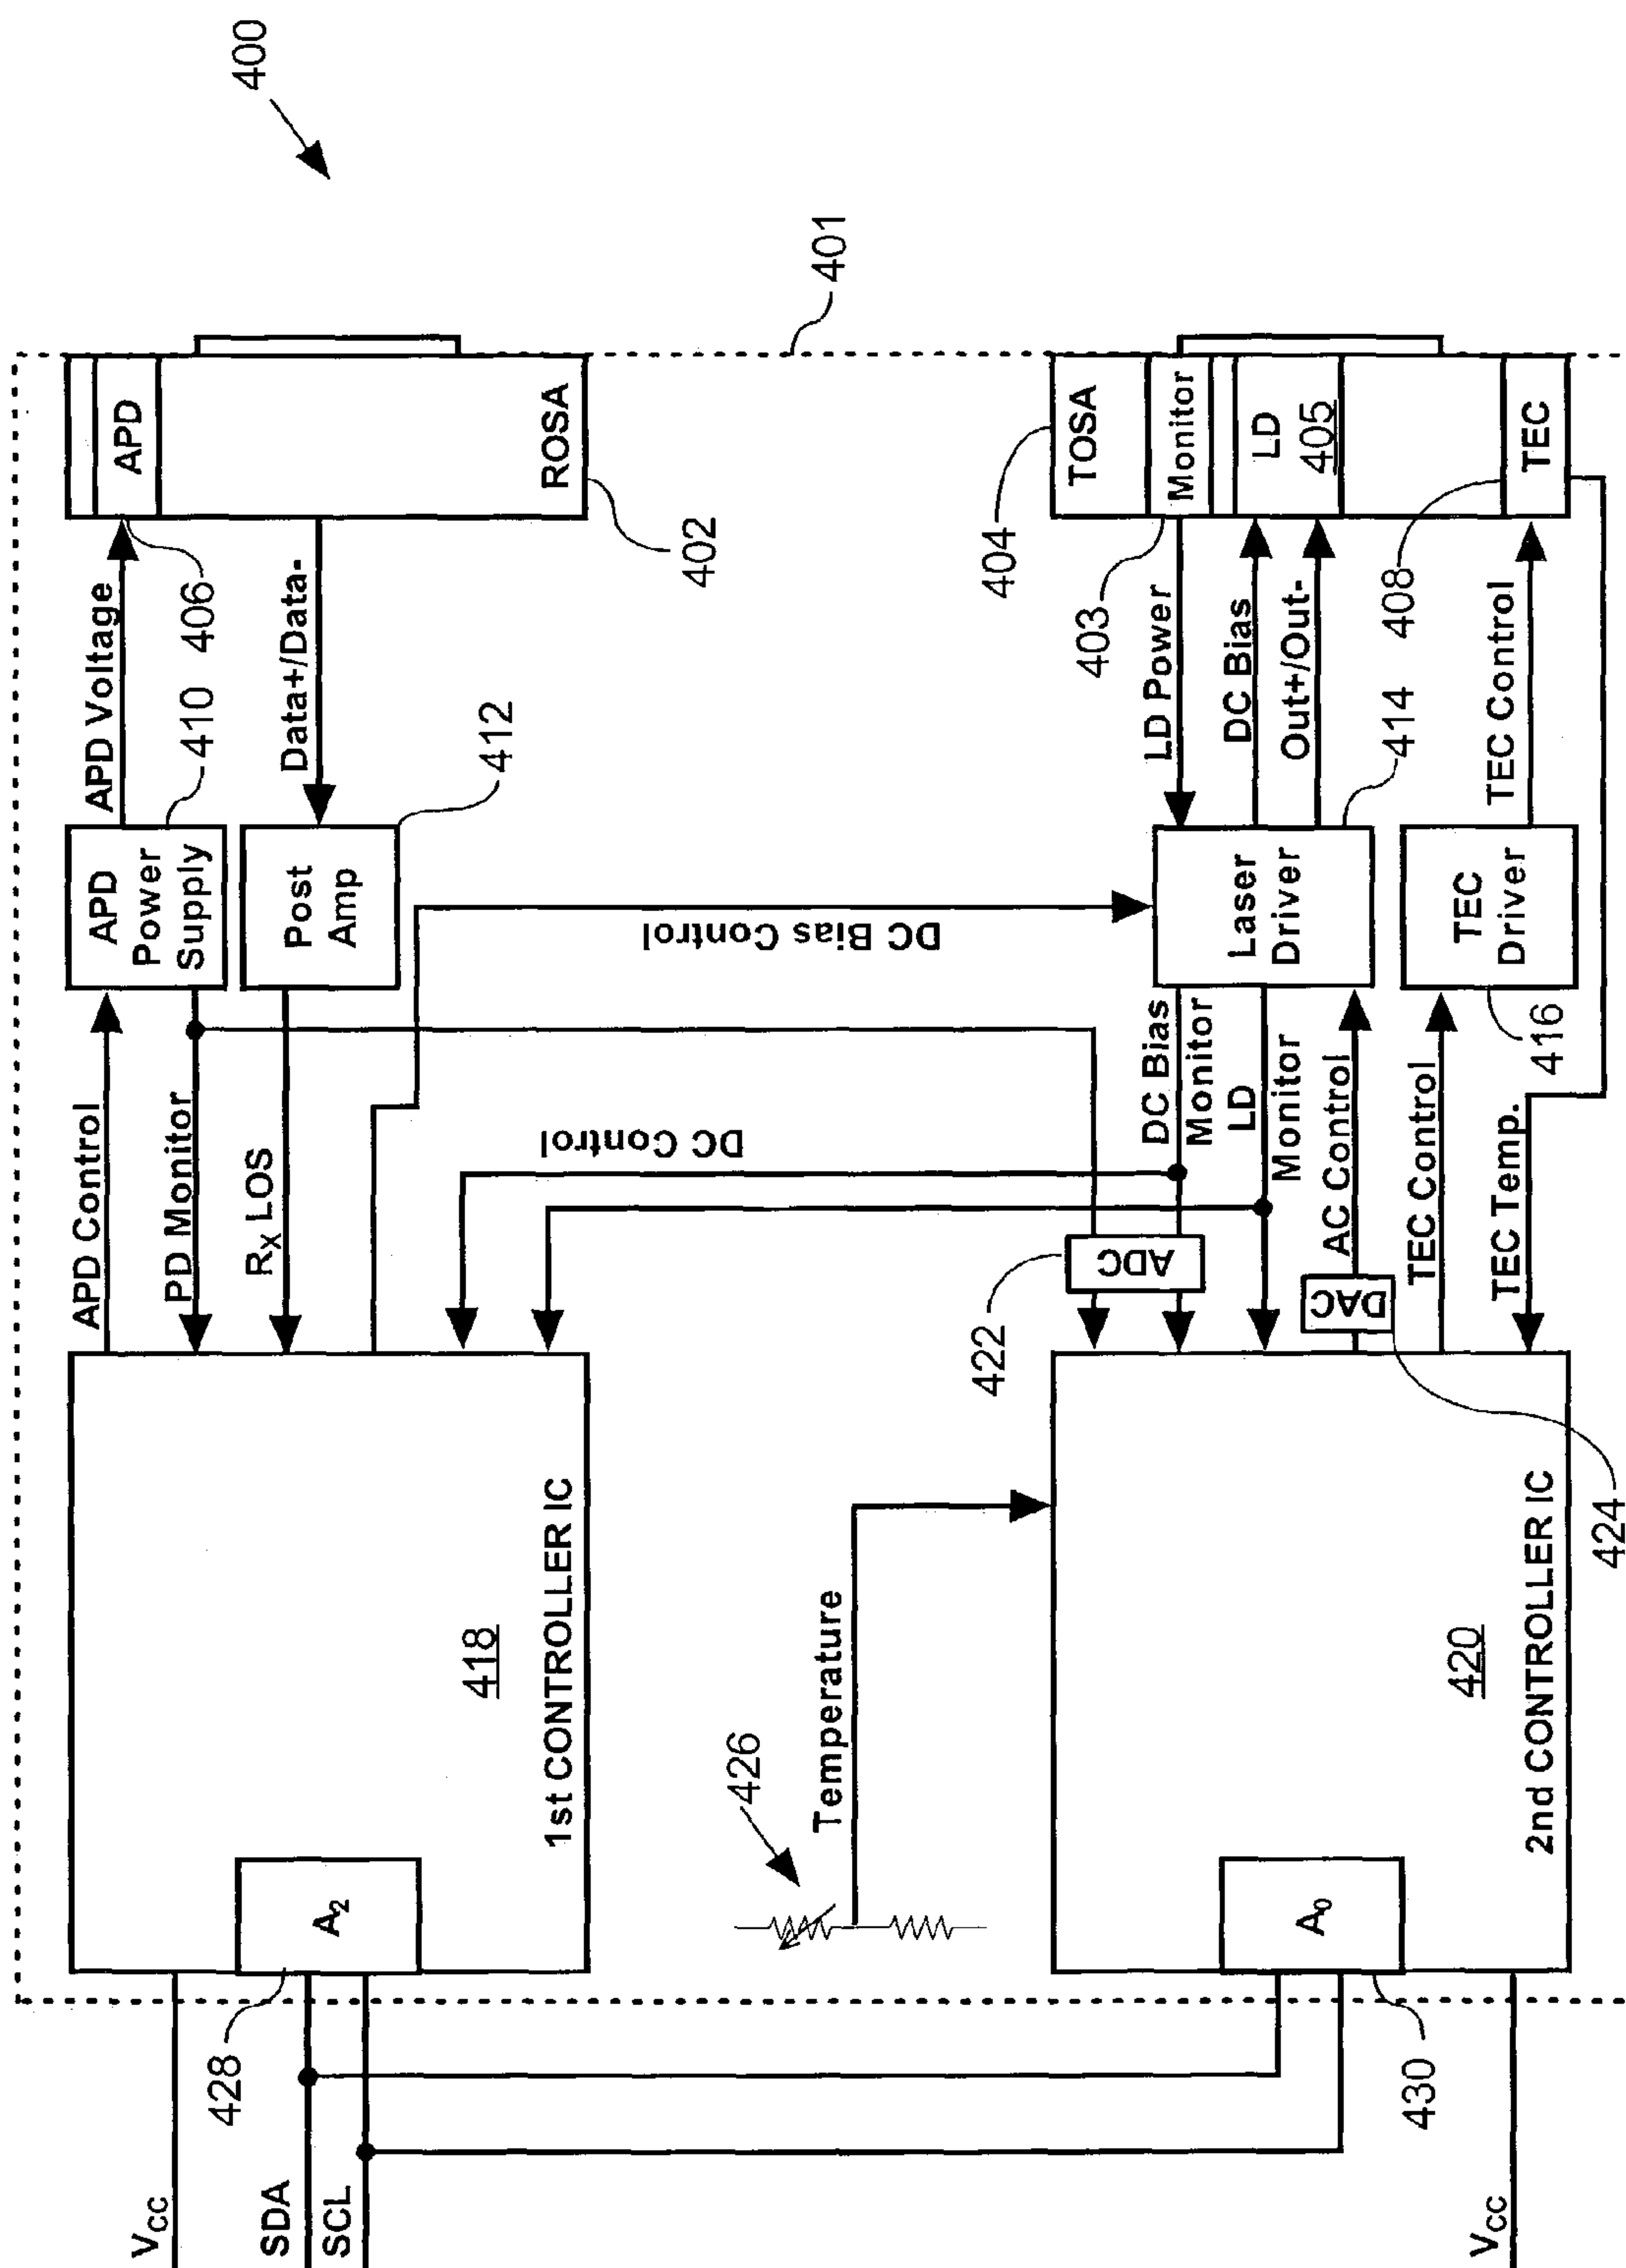 400
401
APD
ROSA
402
406
APD Voltage
Data+/Data-
410
412
APD
Power
Supply
Post
Amp
APD Control
PD Monitor
RX LOS
DC Bias Control
DC Control
418
1st CONTROLLER IC
A2
428
VCC
SDA
SCL
TOSA
Monitor
LD
405
TEC
404
403
408
LD Power
DC Bias
Out+/Out-
TEC Control
414
Laser
Driver
TEC
Driver
416
DC Bias
Monitor
LD
Monitor
AC Control
TEC Control
TEC Temp.
ADC
422
DAC
424
Temperature
426
420
2nd CONTROLLER IC
A0
430
VCC